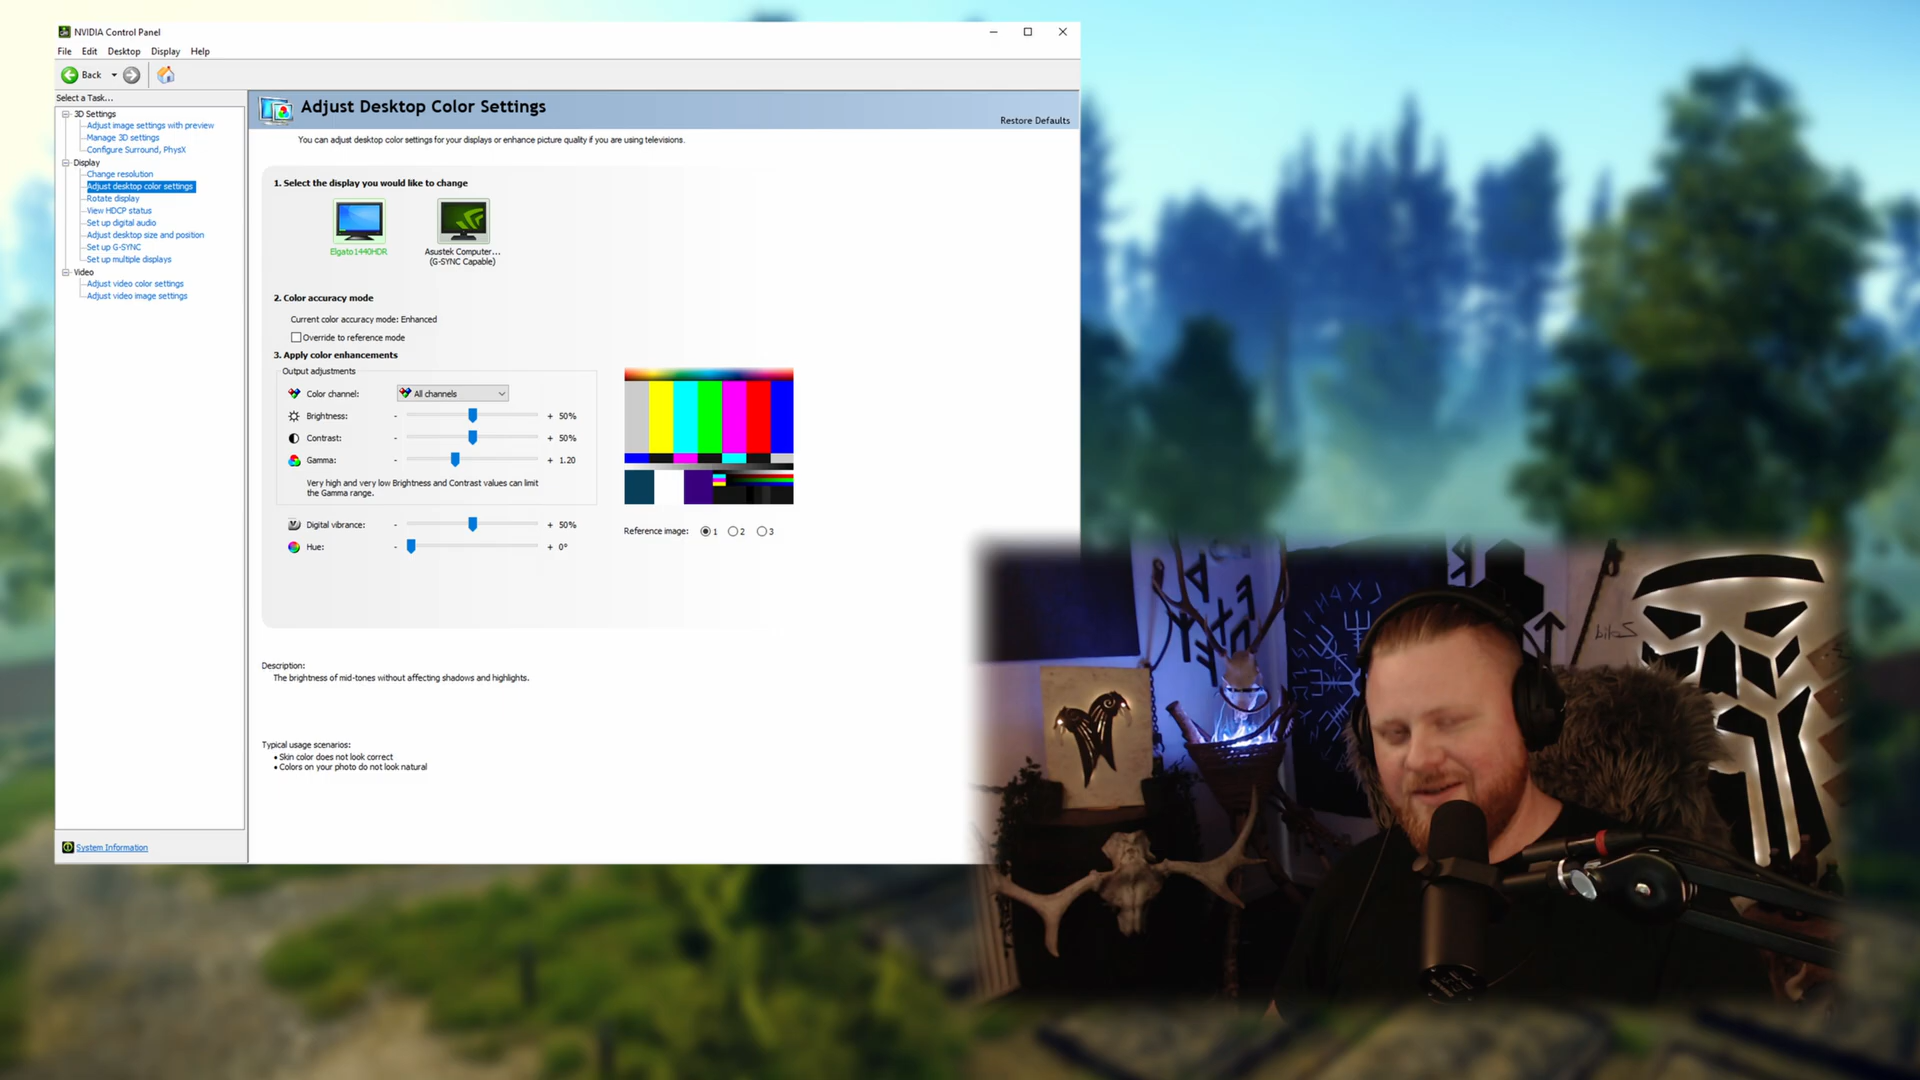 NVIDIA Control Panel
File Edit Desktop Display Help
Back
Select a Task...
3D Settings
Adjust image settings with preview
Manage 3D settings
Configure Surround, PhysX
Display
Change resolution
Adjust desktop color settings
Rotate display
View HDCP status
Set up digital audio
Adjust desktop size and position
Set up G-SYNC
Set up multiple displays
Video
Adjust video color settings
Adjust video image settings
System Information
Adjust Desktop Color Settings
Restore Defaults
You can adjust desktop color settings for your displays or enhance picture quality if you are using televisions.
1. Select the display you would like to change
Elgato1440HDR
Asustek Computer...
(G-SYNC Capable)
2. Color accuracy mode
Current color accuracy mode: Enhanced
Override to reference mode
3. Apply color enhancements
Output adjustments
Color channel: All channels
Brightness: - + 50%
Contrast: - + 50%
Gamma: - + 1.20
Very high and very low Brightness and Contrast values can limit
the Gamma range.
Digital vibrance: - + 50%
Hue: - + 0°
Reference image: 1 2 3
Description:
The brightness of mid-tones without affecting shadows and highlights.
Typical usage scenarios:
• Skin color does not look correct
• Colors on your photo do not look natural